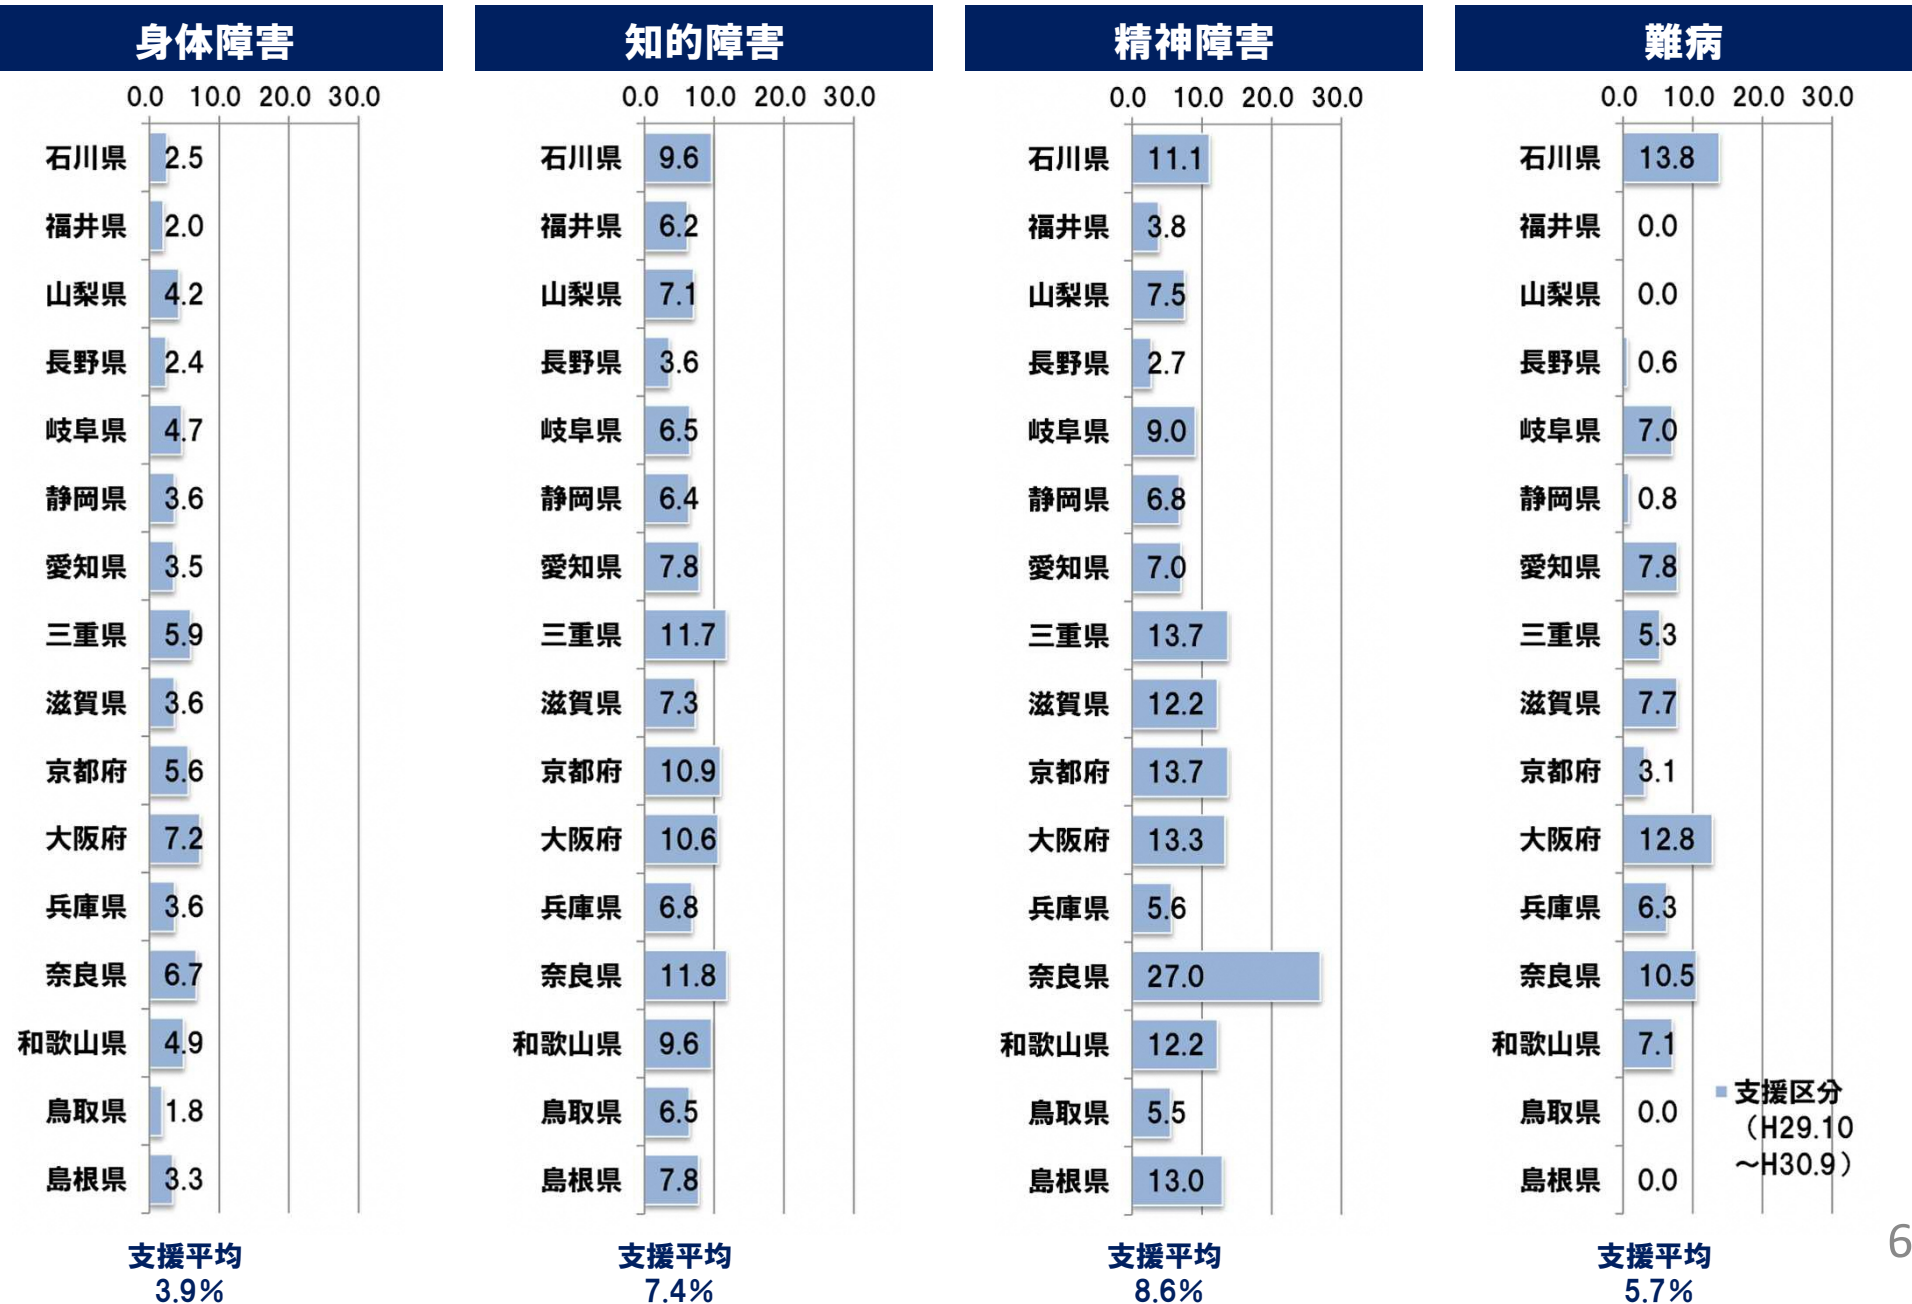 身体障害
0.0 10.0 20.0 30.0
石川県 2.5
福井県 2.0
山梨県 4.2
長野県 2.4
岐阜県 4.7
静岡県 3.6
愛知県 3.5
三重県 5.9
滋賀県 3.6
京都府 5.6
大阪府 7.2
兵庫県 3.6
奈良県 6.7
和歌山県 4.9
鳥取県 1.8
島根県 3.3
支援平均
3.9%
知的障害
0.0 10.0 20.0 30.0
石川県 9.6
福井県 6.2
山梨県 7.1
長野県 3.6
岐阜県 6.5
静岡県 6.4
愛知県 7.8
三重県 11.7
滋賀県 7.3
京都府 10.9
大阪府 10.6
兵庫県 6.8
奈良県 11.8
和歌山県 9.6
鳥取県 6.5
島根県 7.8
支援平均
7.4%
精神障害
0.0 10.0 20.0 30.0
石川県 11.1
福井県 3.8
山梨県 7.5
長野県 2.7
岐阜県 9.0
静岡県 6.8
愛知県 7.0
三重県 13.7
滋賀県 12.2
京都府 13.7
大阪府 13.3
兵庫県 5.6
奈良県 27.0
和歌山県 12.2
鳥取県 5.5
島根県 13.0
支援平均
8.6%
難病
0.0 10.0 20.0 30.0
石川県 13.8
福井県 0.0
山梨県 0.0
長野県 0.6
岐阜県 7.0
静岡県 0.8
愛知県 7.8
三重県 5.3
滋賀県 7.7
京都府 3.1
大阪府 12.8
兵庫県 6.3
奈良県 10.5
和歌山県 7.1
鳥取県 0.0
島根県 0.0
支援区分
（H29.10
～H30.9）
支援平均
5.7%
6